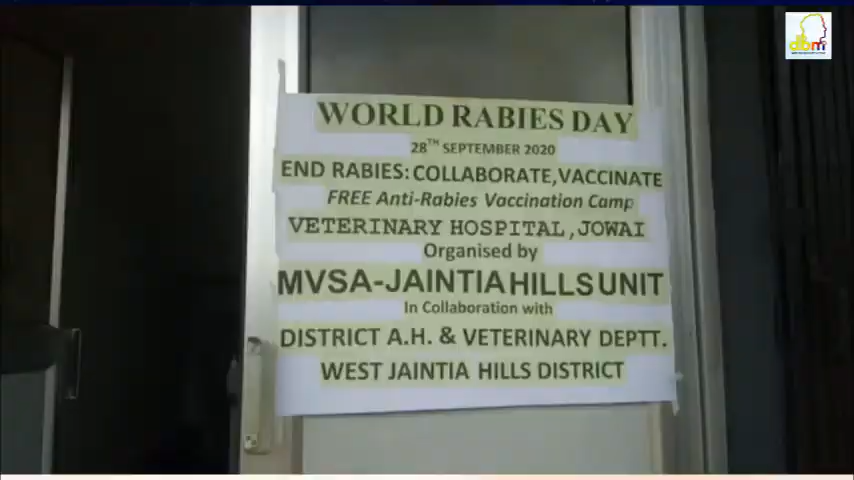 WORLD RABIES DAY
28TH SEPTEMBER 2020
END RABIES: COLLABORATE,VACCINATE
FREE Anti-Rabies Vaccination Camp
VETERINARY HOSPITAL,JOWAI
Organised by
MVSA-JAINTIA HILLS UNIT
In Collaboration with
DISTRICT A.H. & VETERINARY DEPTT.
WEST JAINTIA HILLS DISTRICT